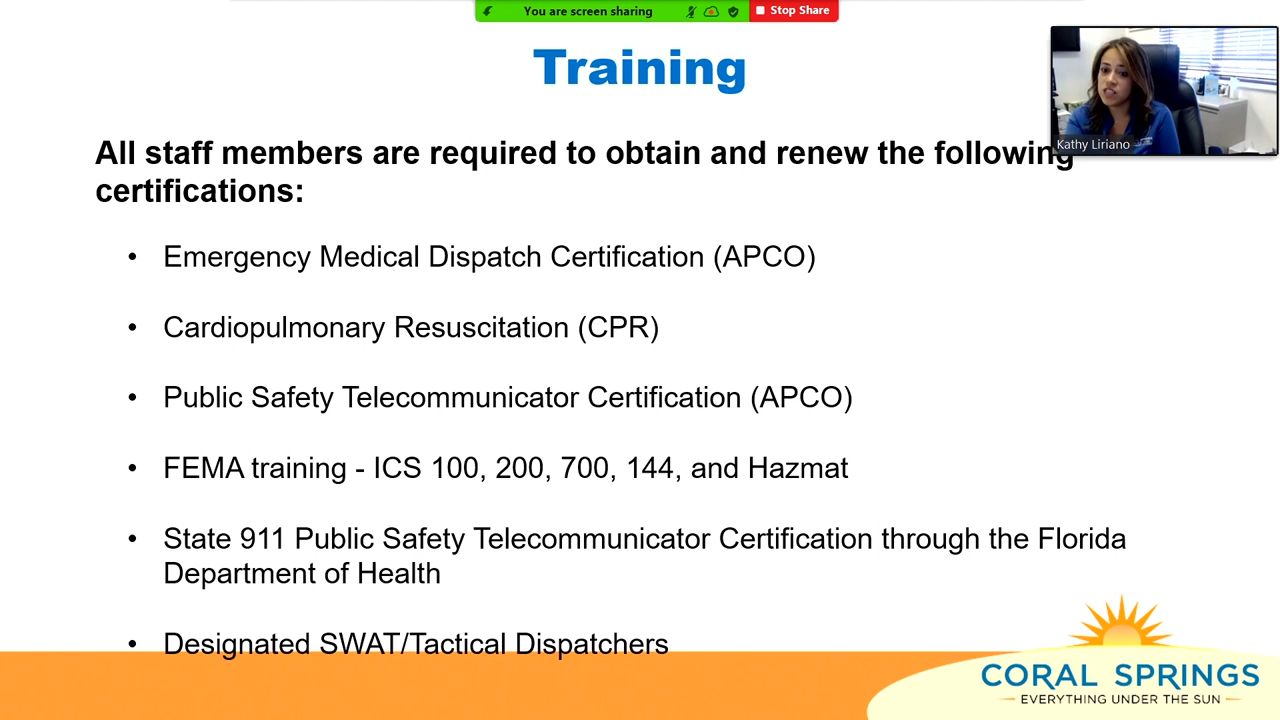 You are screen sharing
Stop Share
Training
Kathy Liriano
All staff members are required to obtain and renew the following
certifications:
• Emergency Medical Dispatch Certification (APCO)
• Cardiopulmonary Resuscitation (CPR)
• Public Safety Telecommunicator Certification (APCO)
• FEMA training - ICS 100, 200, 700, 144, and Hazmat
• State 911 Public Safety Telecommunicator Certification through the Florida
Department of Health
• Designated SWAT/Tactical Dispatchers
CORAL SPRINGS
EVERYTHING UNDER THE SUN